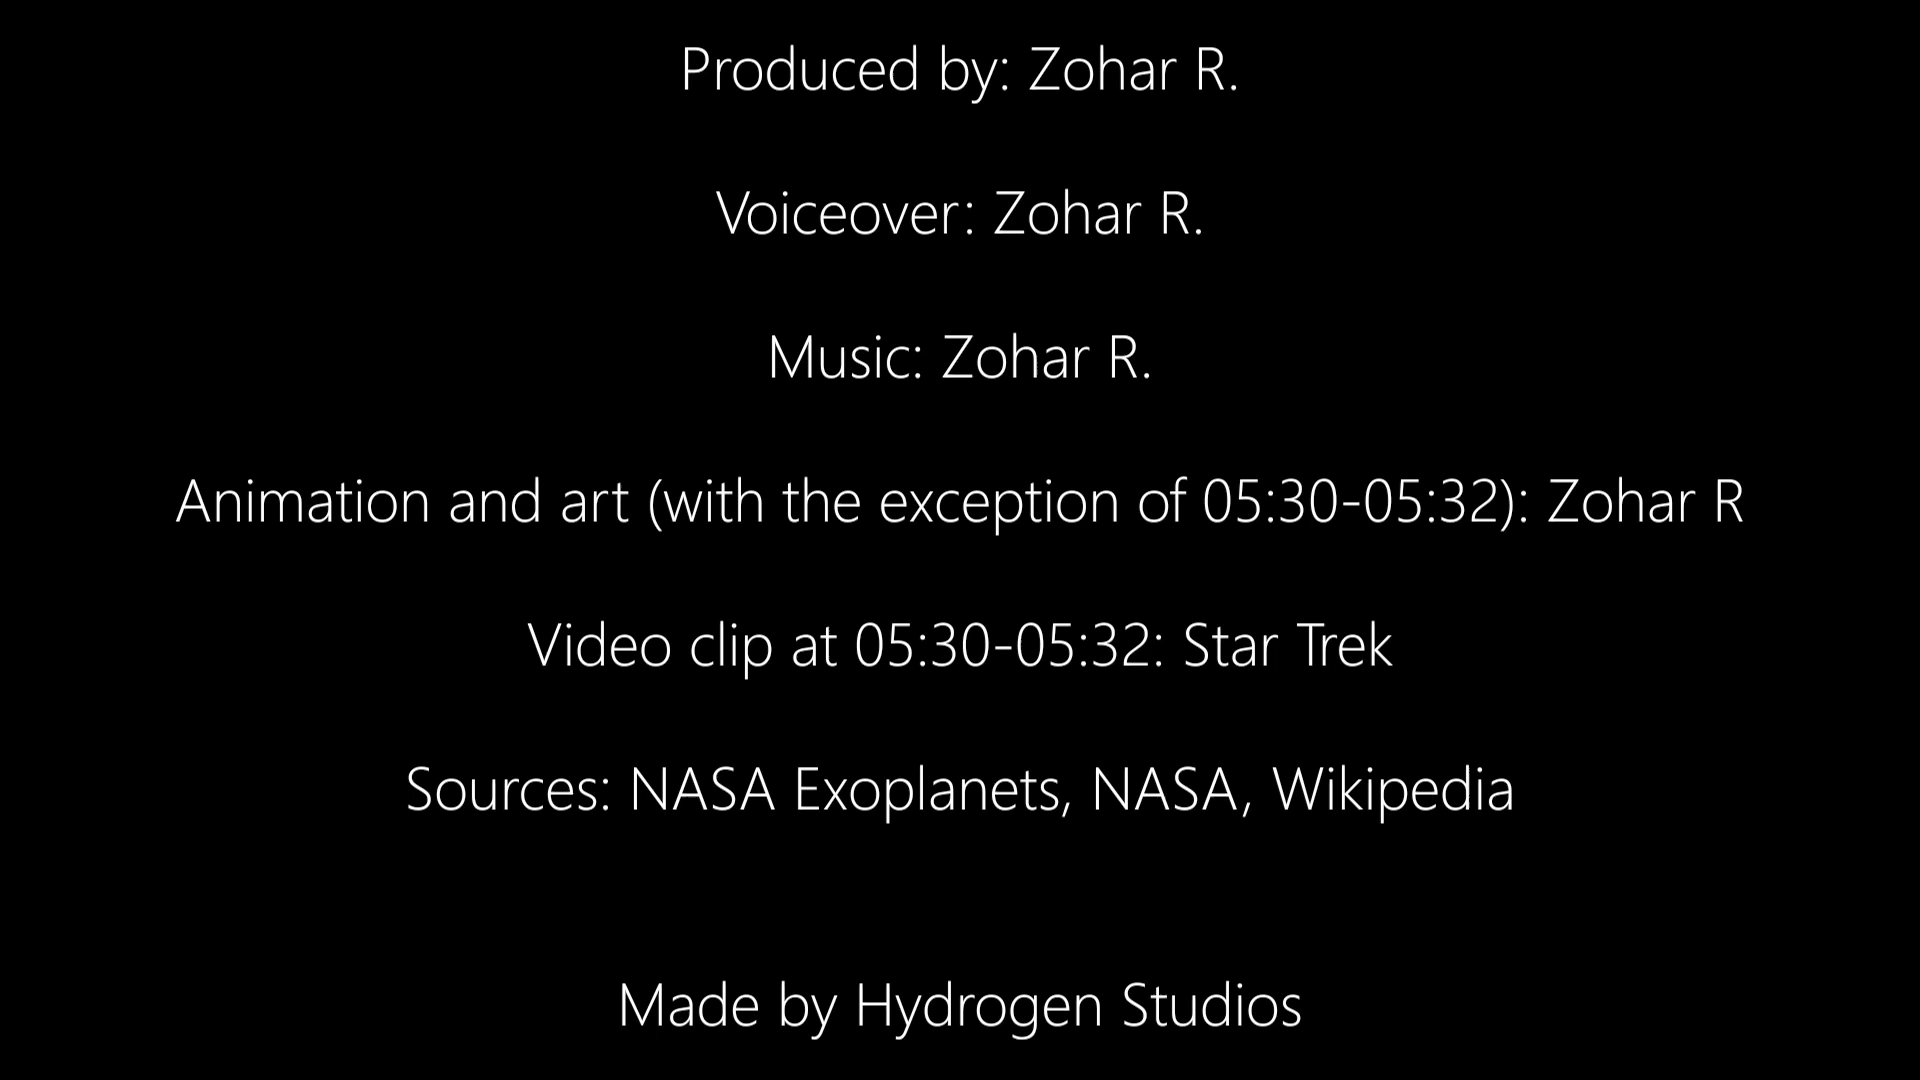 Produced by: Zohar R.
Voiceover: Zohar R.
Music: Zohar R.
Animation and art (with the exception of 05:30-05:32): Zohar R
Video clip at 05:30-05:32: Star Trek
Sources: NASA Exoplanets, NASA, Wikipedia
Made by Hydrogen Studios